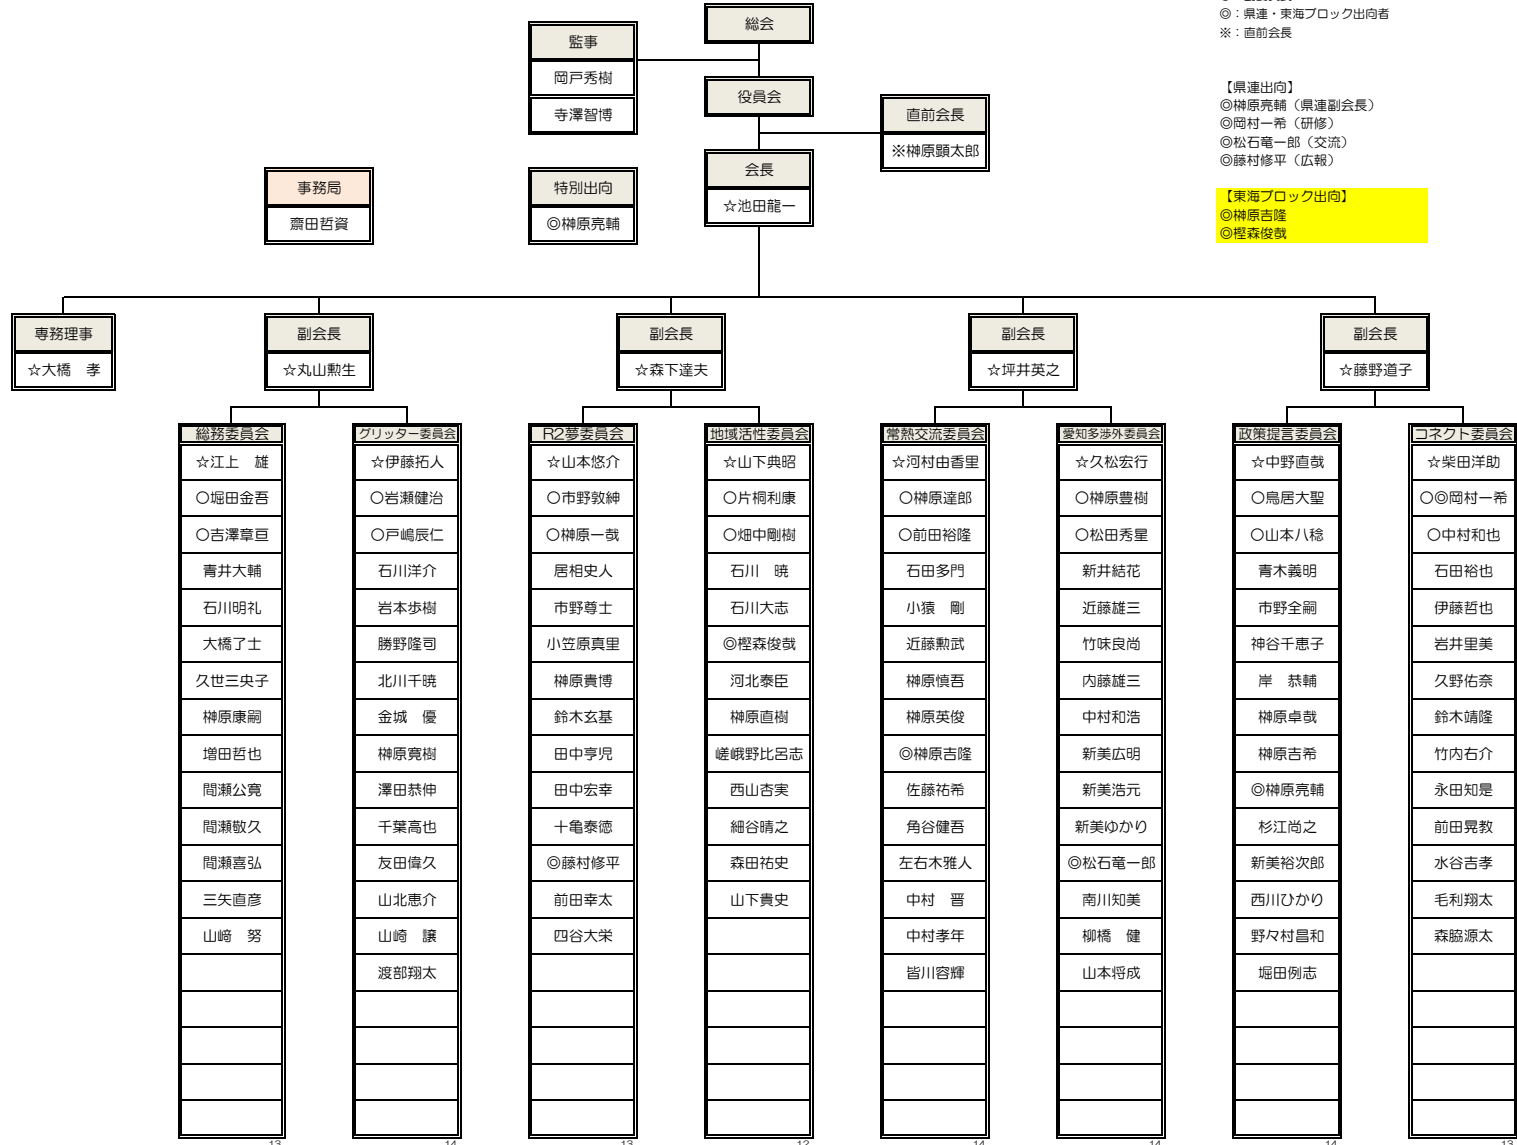 ◎：県連・東海ブロック出向者
※：直前会長
【県連出向】
◎榊原亮輔（県連副会長）
◎岡村一希（研修）
◎松石竜一郎（交流）
◎藤村修平（広報）
【東海ブロック出向】
◎榊原吉隆
◎樫森俊哉
総会
監事
岡戸秀樹
寺澤智博
役員会
直前会長
※榊原顕太郎
会長
☆池田龍一
事務局
齋田哲資
特別出向
◎榊原亮輔
専務理事
☆大橋　孝
副会長
☆丸山勲生
副会長
☆森下達夫
副会長
☆坪井英之
副会長
☆藤野道子
総務委員会
☆江上　雄
○堀田金吾
○吉澤章亘
青井大輔
石川明礼
大橋了士
久世三央子
榊原康嗣
増田哲也
間瀬公寛
間瀬敬久
間瀬喜弘
三矢直彦
山﨑　努
13
グリッター委員会
☆伊藤拓人
○岩瀬健治
○戸嶋辰仁
石川洋介
岩本歩樹
勝野隆司
北川千暁
金城　優
榊原寛樹
澤田恭伸
千葉高也
友田偉久
山北恵介
山崎　譲
渡部翔太
14
R2夢委員会
☆山本悠介
○市野敦紳
○榊原一哉
居相史人
市野尊士
小笠原真里
榊原貴博
鈴木玄基
田中亨児
田中宏幸
十亀泰徳
◎藤村修平
前田幸太
四谷大栄
13
地域活性委員会
☆山下典昭
○片桐利康
○畑中剛樹
石川　暁
石川大志
◎樫森俊哉
河北泰臣
榊原直樹
嵯峨野比呂志
西山杏実
細谷晴之
森田祐史
山下貴史
12
常熟交流委員会
☆河村由香里
○榊原達郎
○前田裕隆
石田多門
小猿　剛
近藤勲武
榊原慎吾
榊原英俊
◎榊原吉隆
佐藤祐希
角谷健吾
左右木雅人
中村　晋
中村孝年
皆川容輝
14
愛知多渉外委員会
☆久松宏行
○榊原豊樹
○松田秀星
新井結花
近藤雄三
竹味良尚
内藤雄三
中村和浩
新美広明
新美浩元
新美ゆかり
◎松石竜一郎
南川知美
柳橋　健
山本将成
14
政策提言委員会
☆中野直哉
○鳥居大聖
○山本八稔
青木義明
市野全嗣
神谷千恵子
岸　恭輔
榊原卓哉
榊原吉希
◎榊原亮輔
杉江尚之
新美裕次郎
西川ひかり
野々村昌和
堀田例志
14
コネクト委員会
☆柴田洋助
○◎岡村一希
○中村和也
石田裕也
伊藤哲也
岩井里美
久野佑奈
鈴木靖隆
竹内右介
永田知是
前田晃教
水谷吉孝
毛利翔太
森脇源太
13